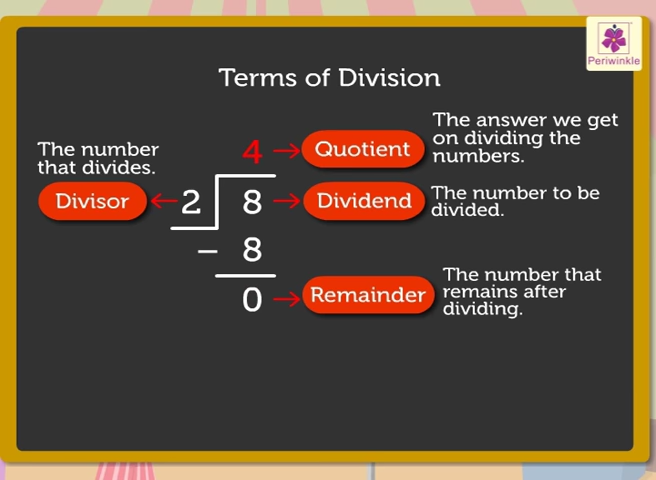 Periwinkle
Terms of Division
The answer we get
on dividing the
numbers.
The number
that divides.
4 → Quotient
Divisor ← 2 8 → Dividend
The number to be
divided.
– 8
0 → Remainder
The number that
remains after
dividing.